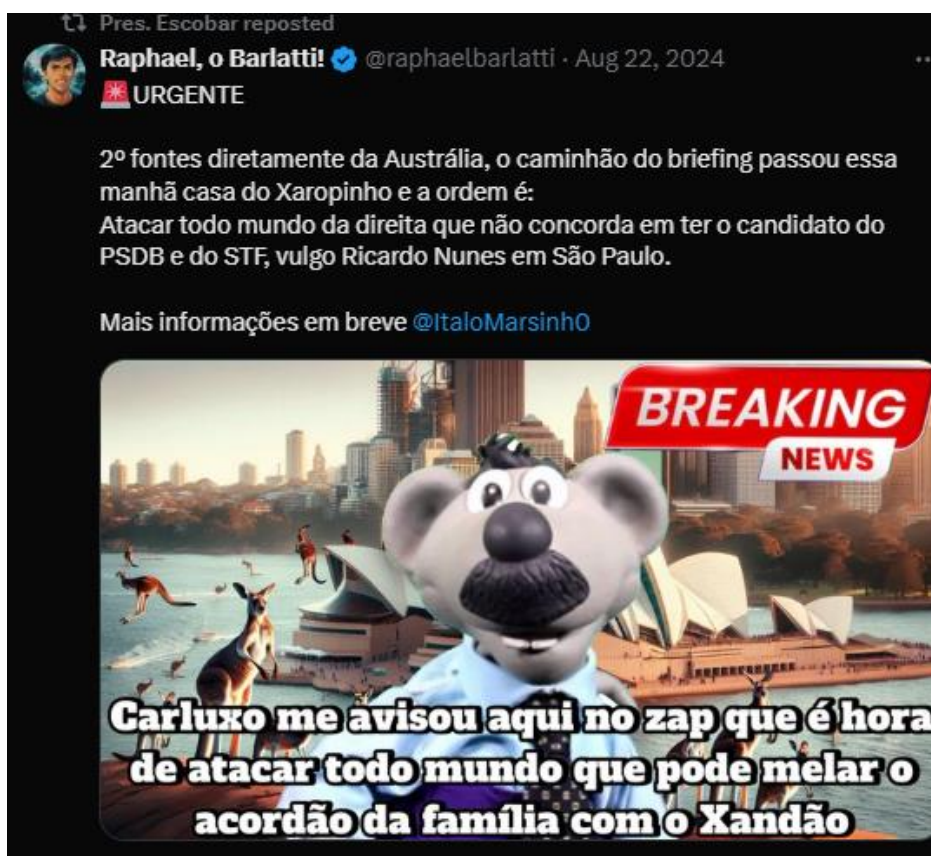 Pres. Escobar reposted
Raphael, o Barlatti! @raphaelbarlatti · Aug 22, 2024
🚨URGENTE
2º fontes diretamente da Austrália, o caminhão do briefing passou essa
manhã casa do Xaropinho e a ordem é:
Atacar todo mundo da direita que não concorda em ter o candidato do
PSDB e do STF, vulgo Ricardo Nunes em São Paulo.
Mais informações em breve @ItaloMarsinh0
BREAKING
NEWS
Carluxo me avisou aqui no zap que é hora
de atacar todo mundo que pode melar o
acordão da família com o Xandão